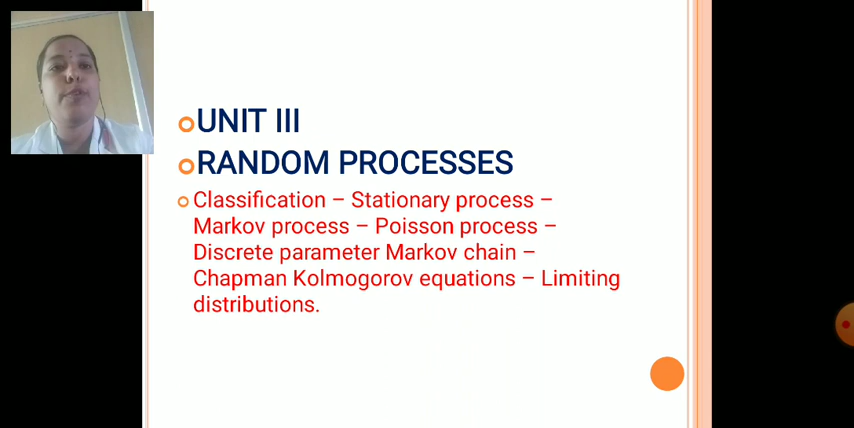 UNIT III
RANDOM PROCESSES
Classification – Stationary process –
Markov process – Poisson process –
Discrete parameter Markov chain –
Chapman Kolmogorov equations – Limiting
distributions.